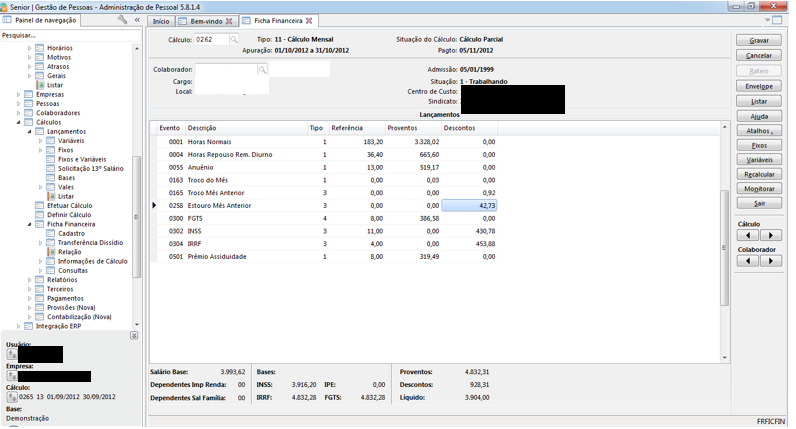 Senior | Gestão de Pessoas - Administração de Pessoal 5.8.1.4
Painel de navegação
Início
Bem-vindo
Ficha Financeira
Pesquisar...
Horários
Motivos
Atrasos
Gerais
Listar
Empresas
Pessoas
Colaboradores
Cálculos
Lançamentos
Variáveis
Fixos
Fixos e Variáveis
Solicitação 13º Salário
Bases
Vales
Listar
Efetuar Cálculo
Definir Cálculo
Ficha Financeira
Cadastro
Transferência Dissídio
Relação
Informações de Cálculo
Consultas
Relatórios
Terceiros
Pagamentos
Provisões (Nova)
Contabilização (Nova)
Integração ERP
Usuário:
Empresa:
Cálculo:
0265 13 01/09/2012 30/09/2012
Base:
Demonstração
Cálculo: 0262 Tipo: 11 - Cálculo Mensal Situação do Cálculo: Cálculo Parcial
Apuração: 01/10/2012 a 31/10/2012 Pagto: 05/11/2012
Colaborador: Admissão: 05/01/1999
Cargo: Situação: 1 - Trabalhando
Local: Centro de Custo:
Sindicato:
Lançamentos
Evento Descrição Tipo Referência Proventos Descontos
0001 Horas Normais 1 183,20 3.328,02 0,00
0004 Horas Repouso Rem. Diurno 1 36,40 665,60 0,00
0055 Anuênio 1 13,00 519,17 0,00
0163 Troco do Mês 1 0,00 0,03 0,00
0165 Troco Mês Anterior 3 0,00 0,00 0,92
0258 Estouro Mês Anterior 3 0,00 0,00 42,73
0300 FGTS 4 8,00 386,58 0,00
0302 INSS 3 11,00 0,00 430,78
0304 IRRF 3 4,00 0,00 453,88
0501 Prêmio Assiduidade 1 8,00 319,49 0,00
Salário Base: 3.993,62 Bases: Proventos: 4.832,31
Dependentes Imp Renda: 00 INSS: 3.916,20 IPE: 0,00 Descontos: 928,31
Dependentes Sal Família: 00 IRRF: 4.832,28 FGTS: 4.832,28 Líquido: 3.904,00
Gravar
Cancelar
Rateio
Envelope
Listar
Ajuda
Atalhos
Fixos
Variáveis
Recalcular
Monitorar
Sair
Cálculo
Colaborador
FRFICFIN